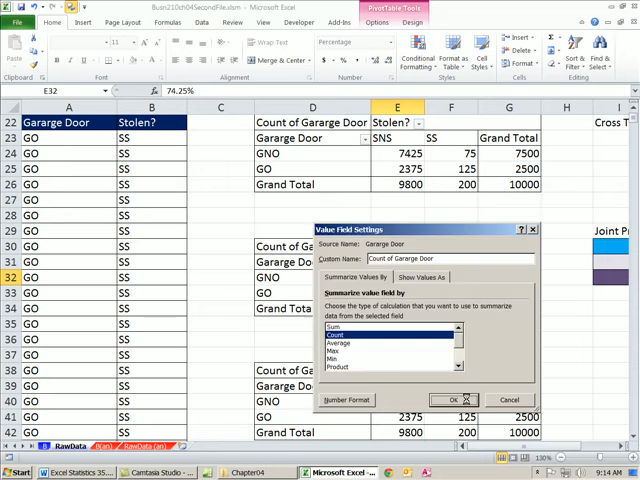 Busn210ch04SecondFile.xlsm - Microsoft Excel
PivotTable Tools
File Home Insert Page Layout Formulas Data Review View Developer Add-Ins Options Design
Wrap Text
Percentage
Merge & Center
Conditional Formatting
Format as Table
Cell Styles
Insert
Delete
Format
Sort & Filter
Find & Select
Paste
Clipboard Font Alignment Number Styles Cells Editing
E32 fx 74.25%
A B C D E F G H I
22 Gararge Door Stolen? Count of Gararge Door Stolen? Cross T
23 GO SS Gararge Door SNS SS Grand Total
24 GO SS GNO 7425 75 7500
25 GO SS GO 2375 125 2500
26 GO SS Grand Total 9800 200 10000
27 GO SS
28 GO SS
29 GO SS Joint Pr
30 GO SS Count of Ga
31 GO SS Gararge Doo
32 GO SS GNO
33 GO SS GO
34 GO SS Grand Total
35 GO SS
36 GO SS
37 GO SS
38 GO SS Count of Ga
39 GO SS Gararge Doo
40 GO SS GNO
41 GO SS GO 2375 125 2500
42 GO SS Grand Total 9800 200 10000
Value Field Settings
Source Name: Gararge Door
Custom Name: Count of Gararge Door
Summarize Values By Show Values As
Summarize value field by
Choose the type of calculation that you want to use to summarize
data from the selected field
Sum
Count
Average
Max
Min
Product
Number Format OK Cancel
B RawData B(an) RawData (an)
130%
Start Excel Statistics 35.... Camtasia Studio - ... Chapter04 Microsoft Excel -... 9:14 AM